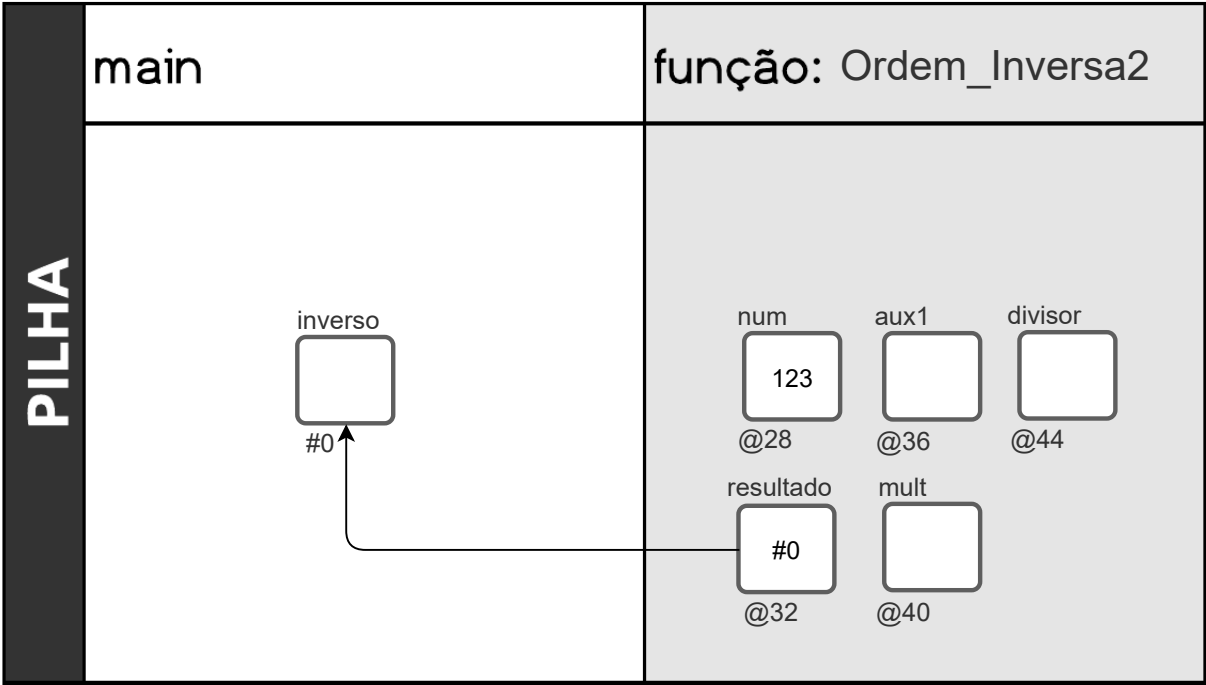 PILHA
main
função: Ordem_Inversa2
inverso
#0
num aux1 divisor
123
@28 @36 @44
resultado mult
#0
@32 @40